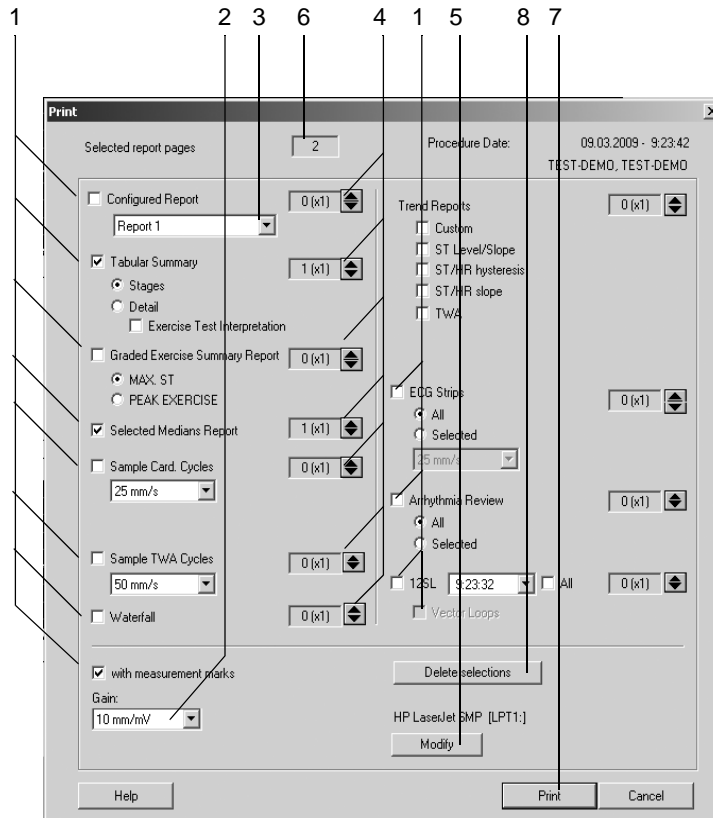 1 2 3 6 4 1 5 8 7
Print
Selected report pages 2 Procedure Date: 09.03.2009 - 9:23:42
TEST-DEMO, TEST-DEMO
Configured Report 0 (x1)
Report 1
Tabular Summary 1 (x1)
Stages
Detail
Exercise Test Interpretation
Graded Exercise Summary Report 0 (x1)
MAX. ST
PEAK EXERCISE
Selected Medians Report 1 (x1)
Sample Card. Cycles 0 (x1)
25 mm/s
Sample TWA Cycles 0 (x1)
50 mm/s
Waterfall 0 (x1)
Trend Reports 0 (x1)
Custom
ST Level/Slope
ST/HR hysteresis
ST/HR slope
TWA
ECG Strips 0 (x1)
All
Selected
25 mm/s
Arrhythmia Review 0 (x1)
All
Selected
12SL 9:23:32 All 0 (x1)
Vector Loops
with measurement marks
Gain:
10 mm/mV
Delete selections
HP LaserJet 5MP [LPT1:]
Modify
Help Print Cancel